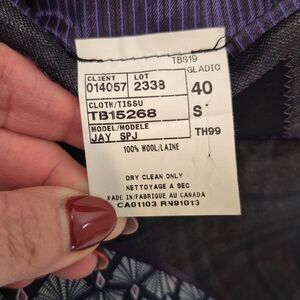 TBS19
GLADIO
CLIENT LOT
014057 2338
40
CLOTH/TISSU
TB15268
S
MODEL/MODELE
JAY SPJ
TH99
100% WOOL/LAINE
DRY CLEAN ONLY
NETTOYAGE A SEC
MADE IN/FABRIQUE AU CANADA
CA01103 RN91013